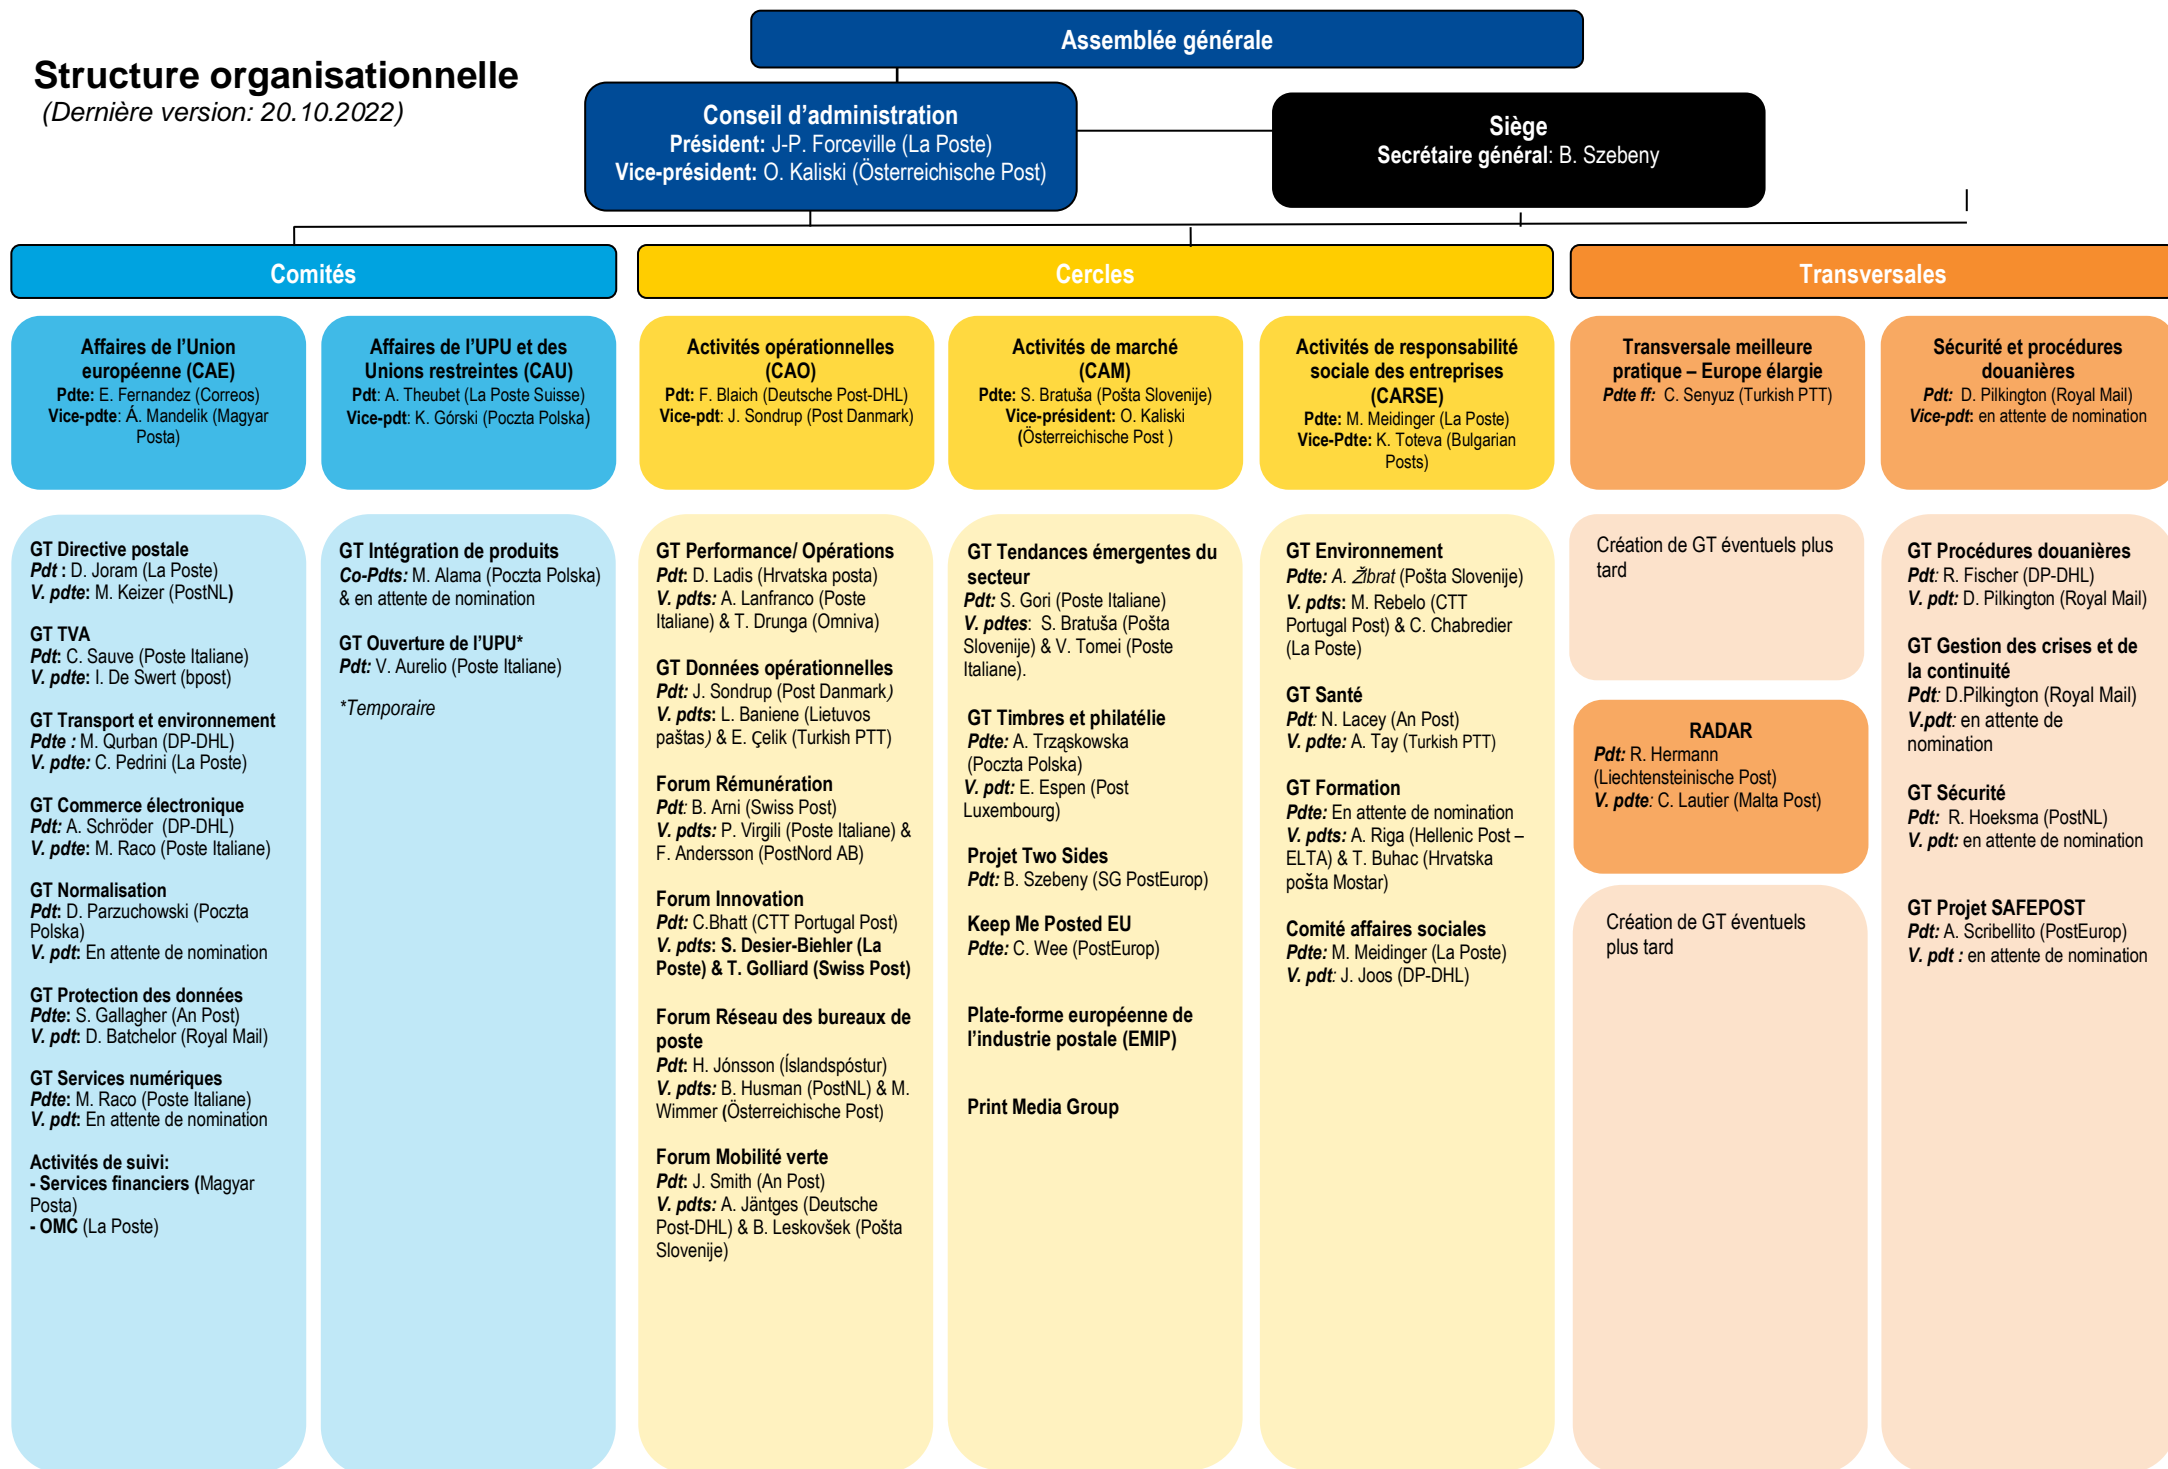 Assemblée générale
Structure organisationnelle
(Dernière version: 20.10.2022)
Conseil d’administration
Président: J-P. Forceville (La Poste)
Vice-président: O. Kaliski (Österreichische Post)
Siège
Secrétaire général: B. Szebeny
Comités
Cercles
Transversales
Affaires de l’Union
européenne (CAE)
Pdte: E. Fernandez (Correos)
Vice-pdte: Á. Mandelik (Magyar
Posta)
Affaires de l’UPU et des
Unions restreintes (CAU)
Pdt: A. Theubet (La Poste Suisse)
Vice-pdt: K. Górski (Poczta Polska)
Activités opérationnelles
(CAO)
Pdt: F. Blaich (Deutsche Post-DHL)
Vice-pdt: J. Sondrup (Post Danmark)
Activités de marché
(CAM)
Pdte: S. Bratuša (Pošta Slovenije)
Vice-président: O. Kaliski
(Österreichische Post )
Activités de responsabilité
sociale des entreprises
(CARSE)
Pdte: M. Meidinger (La Poste)
Vice-Pdte: K. Toteva (Bulgarian
Posts)
Transversale meilleure
pratique – Europe élargie
Pdte ff: C. Senyuz (Turkish PTT)
Sécurité et procédures
douanières
Pdt: D. Pilkington (Royal Mail)
Vice-pdt: en attente de nomination
GT Directive postale
Pdt : D. Joram (La Poste)
V. pdte: M. Keizer (PostNL)
GT TVA
Pdt: C. Sauve (Poste Italiane)
V. pdte: I. De Swert (bpost)
GT Transport et environnement
Pdte : M. Qurban (DP-DHL)
V. pdte: C. Pedrini (La Poste)
GT Commerce électronique
Pdt: A. Schröder (DP-DHL)
V. pdte: M. Raco (Poste Italiane)
GT Normalisation
Pdt: D. Parzuchowski (Poczta
Polska)
V. pdt: En attente de nomination
GT Protection des données
Pdte: S. Gallagher (An Post)
V. pdt: D. Batchelor (Royal Mail)
GT Services numériques
Pdte: M. Raco (Poste Italiane)
V. pdt: En attente de nomination
Activités de suivi:
- Services financiers (Magyar
Posta)
- OMC (La Poste)
GT Intégration de produits
Co-Pdts: M. Alama (Poczta Polska)
& en attente de nomination
GT Ouverture de l’UPU*
Pdt: V. Aurelio (Poste Italiane)
*Temporaire
GT Performance/ Opérations
Pdt: D. Ladis (Hrvatska posta)
V. pdts: A. Lanfranco (Poste
Italiane) & T. Drunga (Omniva)
GT Données opérationnelles
Pdt: J. Sondrup (Post Danmark)
V. pdts: L. Baniene (Lietuvos
paštas) & E. Çelik (Turkish PTT)
Forum Rémunération
Pdt: B. Arni (Swiss Post)
V. pdts: P. Virgili (Poste Italiane) &
F. Andersson (PostNord AB)
Forum Innovation
Pdt: C.Bhatt (CTT Portugal Post)
V. pdts: S. Desier-Biehler (La
Poste) & T. Golliard (Swiss Post)
Forum Réseau des bureaux de
poste
Pdt: H. Jónsson (Íslandspóstur)
V. pdts: B. Husman (PostNL) & M.
Wimmer (Österreichische Post)
Forum Mobilité verte
Pdt: J. Smith (An Post)
V. pdts: A. Jäntges (Deutsche
Post-DHL) & B. Leskovšek (Pošta
Slovenije)
GT Tendances émergentes du
secteur
Pdt: S. Gori (Poste Italiane)
V. pdtes: S. Bratuša (Pošta
Slovenije) & V. Tomei (Poste
Italiane).
GT Timbres et philatélie
Pdte: A. Trząskowska
(Poczta Polska)
V. pdt: E. Espen (Post
Luxembourg)
Projet Two Sides
Pdt: B. Szebeny (SG PostEurop)
Keep Me Posted EU
Pdte: C. Wee (PostEurop)
Plate-forme européenne de
l’industrie postale (EMIP)
Print Media Group
GT Environnement
Pdte: A. Žibrat (Pošta Slovenije)
V. pdts: M. Rebelo (CTT
Portugal Post) & C. Chabredier
(La Poste)
GT Santé
Pdt: N. Lacey (An Post)
V. pdte: A. Tay (Turkish PTT)
GT Formation
Pdte: En attente de nomination
V. pdts: A. Riga (Hellenic Post –
ELTA) & T. Buhac (Hrvatska
pošta Mostar)
Comité affaires sociales
Pdte: M. Meidinger (La Poste)
V. pdt: J. Joos (DP-DHL)
Création de GT éventuels plus
tard
RADAR
Pdt: R. Hermann
(Liechtensteinische Post)
V. pdte: C. Lautier (Malta Post)
Création de GT éventuels
plus tard
GT Procédures douanières
Pdt: R. Fischer (DP-DHL)
V. pdt: D. Pilkington (Royal Mail)
GT Gestion des crises et de
la continuité
Pdt: D.Pilkington (Royal Mail)
V.pdt: en attente de
nomination
GT Sécurité
Pdt: R. Hoeksma (PostNL)
V. pdt: en attente de nomination
GT Projet SAFEPOST
Pdt: A. Scribellito (PostEurop)
V. pdt : en attente de nomination